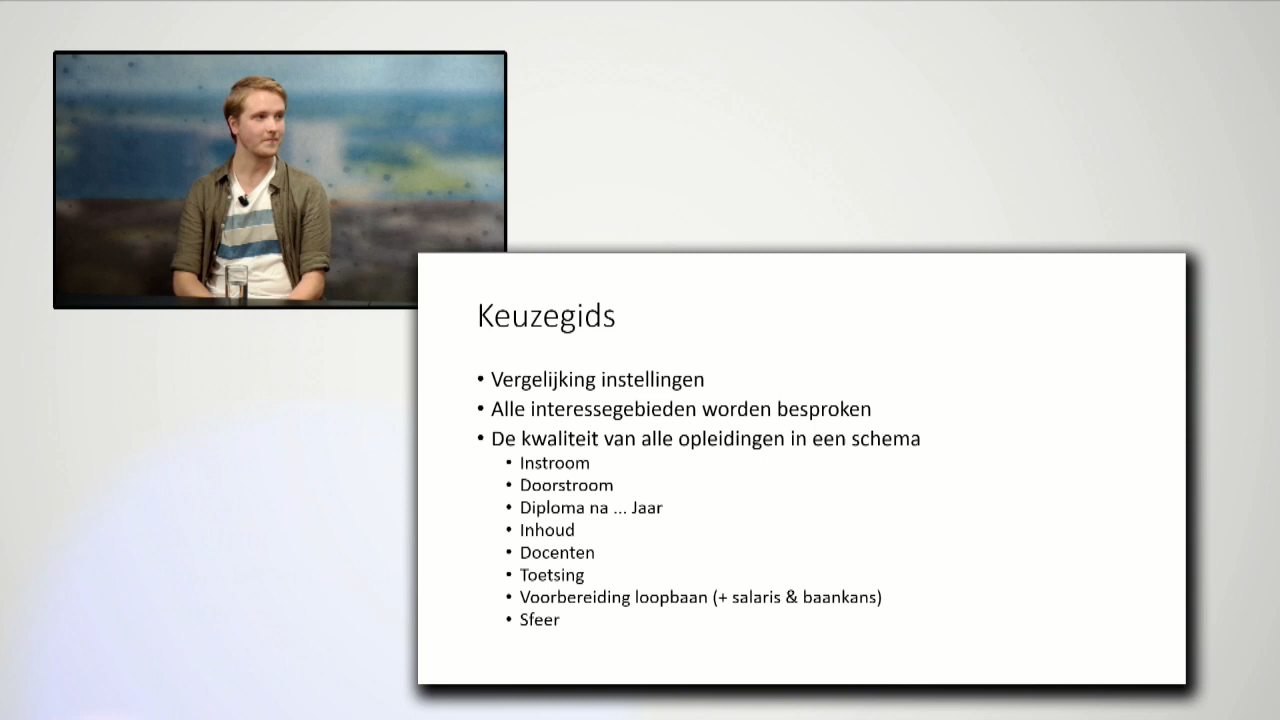 Keuzegids
• Vergelijking instellingen
• Alle interessegebieden worden besproken
• De kwaliteit van alle opleidingen in een schema
• Instroom
• Doorstroom
• Diploma na ... Jaar
• Inhoud
• Docenten
• Toetsing
• Voorbereiding loopbaan (+ salaris & baankans)
• Sfeer